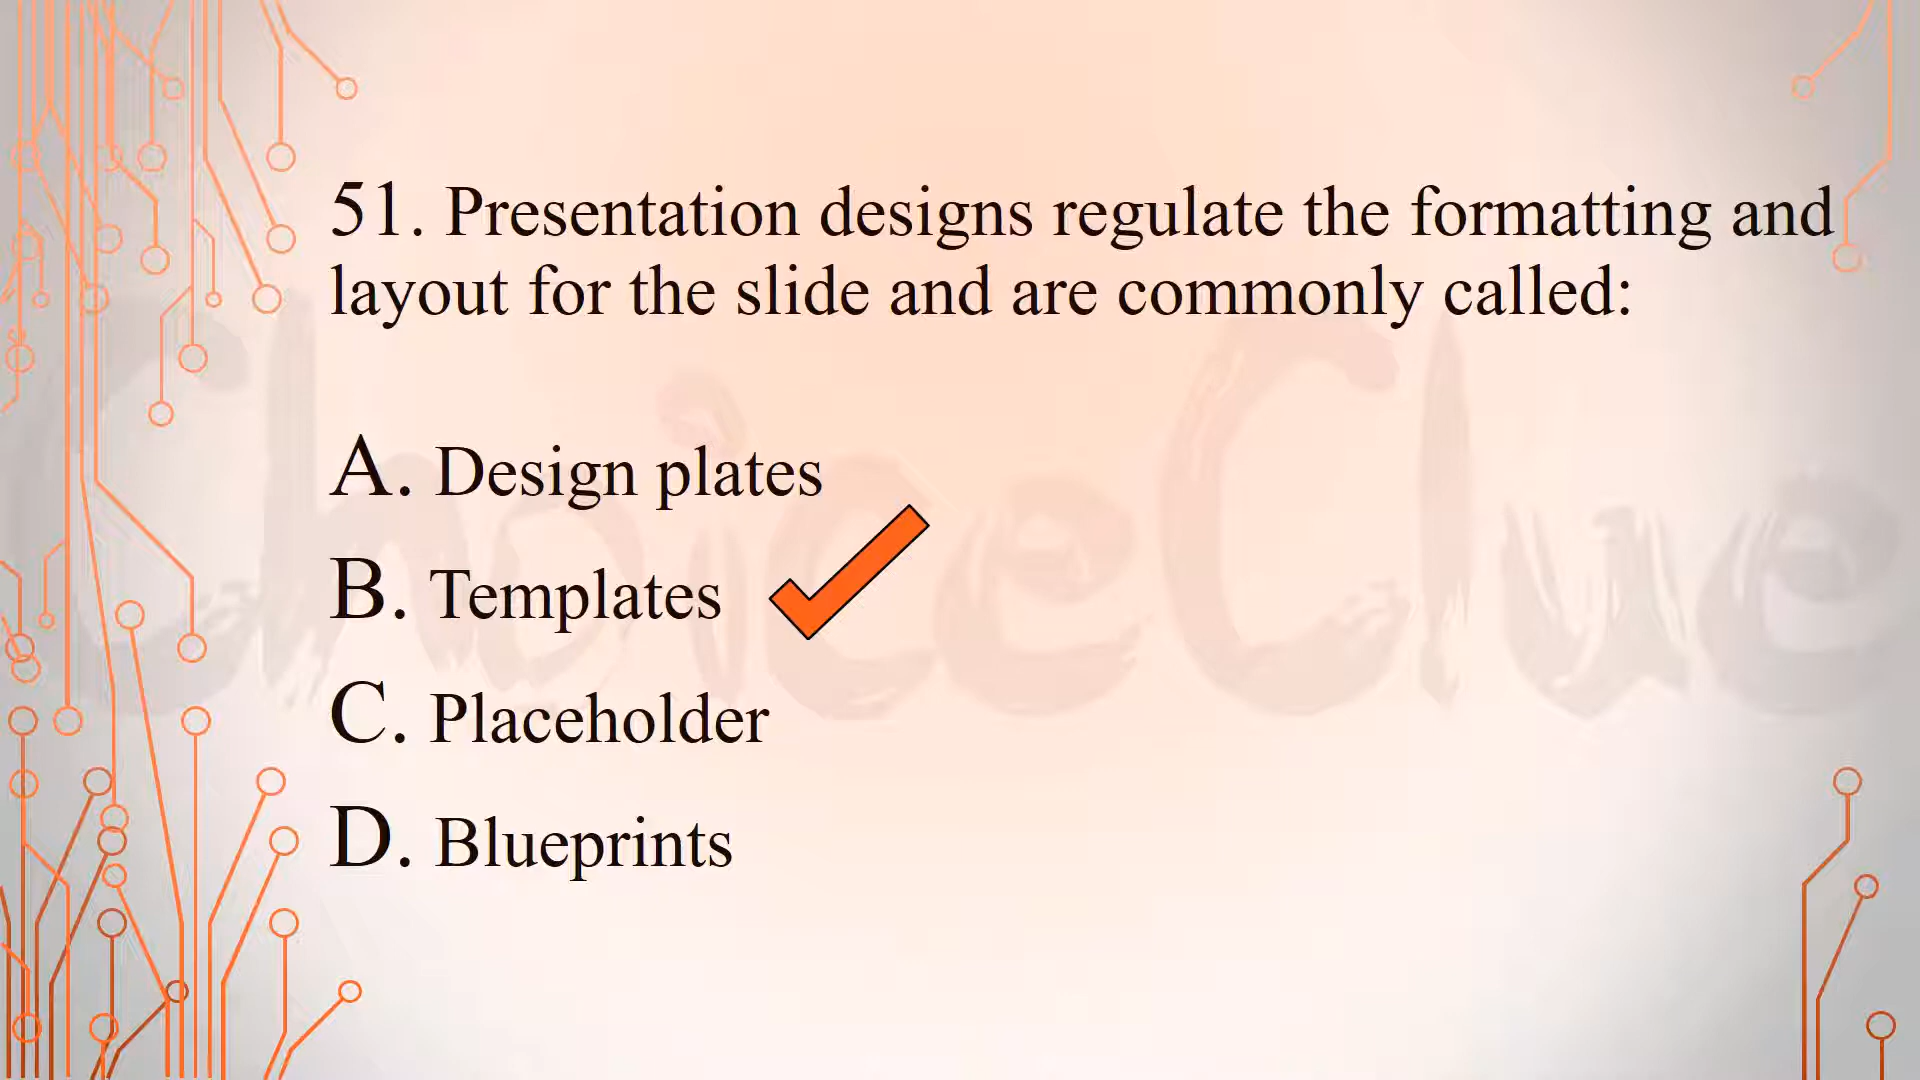 51. Presentation designs regulate the formatting and
layout for the slide and are commonly called:
A. Design plates
B. Templates
C. Placeholder
D. Blueprints
ChoiceClue